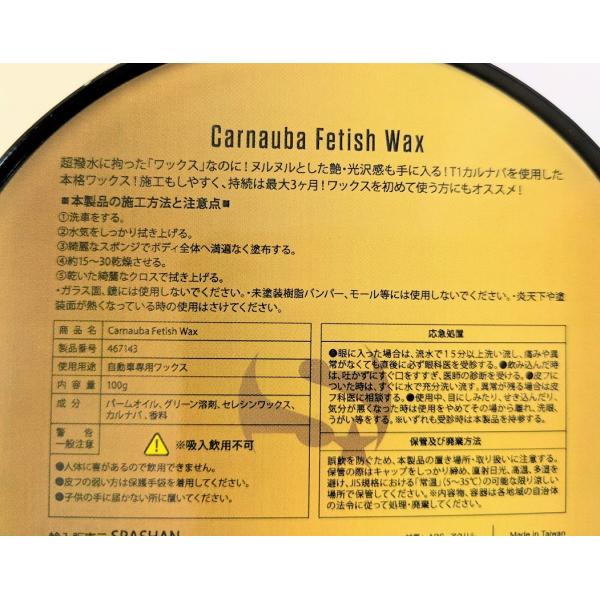 Carnauba Fetish Wax
超撥水に拘った「ワックス」なのに！ヌルヌルとした艶・光沢感も手に入る！T1カルナバを使用した
本格ワックス！施工もしやすく、持続は最大3ヶ月！ワックスを初めて使う方にもオススメ！
■本製品の施工方法と注意点■
①洗車をする。
②水気をしっかり拭き上げる。
③綺麗なスポンジでボディ全体へ満遍なく塗布する。
④約15～30乾燥させる。
⑤乾いた綺麗なクロスで拭き上げる。
・ガラス面、鏡には使用しないでください。・未塗装樹脂バンパー、モール等には使用しないでください。・炎天下や塗
装面が熱くなっている時の使用はさけてください。
商品名 Carnauba Fetish Wax
製品番号 467143
使用用途 自動車専用ワックス
内容量 100g
成分 パームオイル、グリーン溶剤、セレシンワックス、
カルナバ、香料
警告
一般注意 ※吸入飲用不可
●人体に害があるので飲用できません。
●皮フの弱い方は保護手袋を着用してください。
●子供の手に届かない所に置いてください。
応急処置
●眼に入った場合は、流水で15分以上洗い流し、痛みや異
常がなくても直後に必ず眼科医を受診する。●飲み込んだ時
は、吐かずにすぐ口をすすぎ、医師の診断を受ける。●皮フに
ついた時は、すぐに水で充分洗い流す。異常が残る場合は皮
フ科医に相談する。●使用中、目にしみたり、せき込んだり、
気分が悪くなった時は使用をやめてその場から離れ、洗眼、
うがい等をする。※いずれも受診時は本製品を持参する。
保管及び廃棄方法
誤飲を防ぐため、本製品の置き場所・取り扱いに注意する。
保管の際はキャップをしっかり締め、直射日光、高温、多湿を
避け、JIS規格における「常温」(5～35℃)の可能な限り涼しい
場所で保管してください。※内容物、容器は各地域の自治体
の法令に従って処理・廃棄してください。
SPASHAN
Made in Taiwan